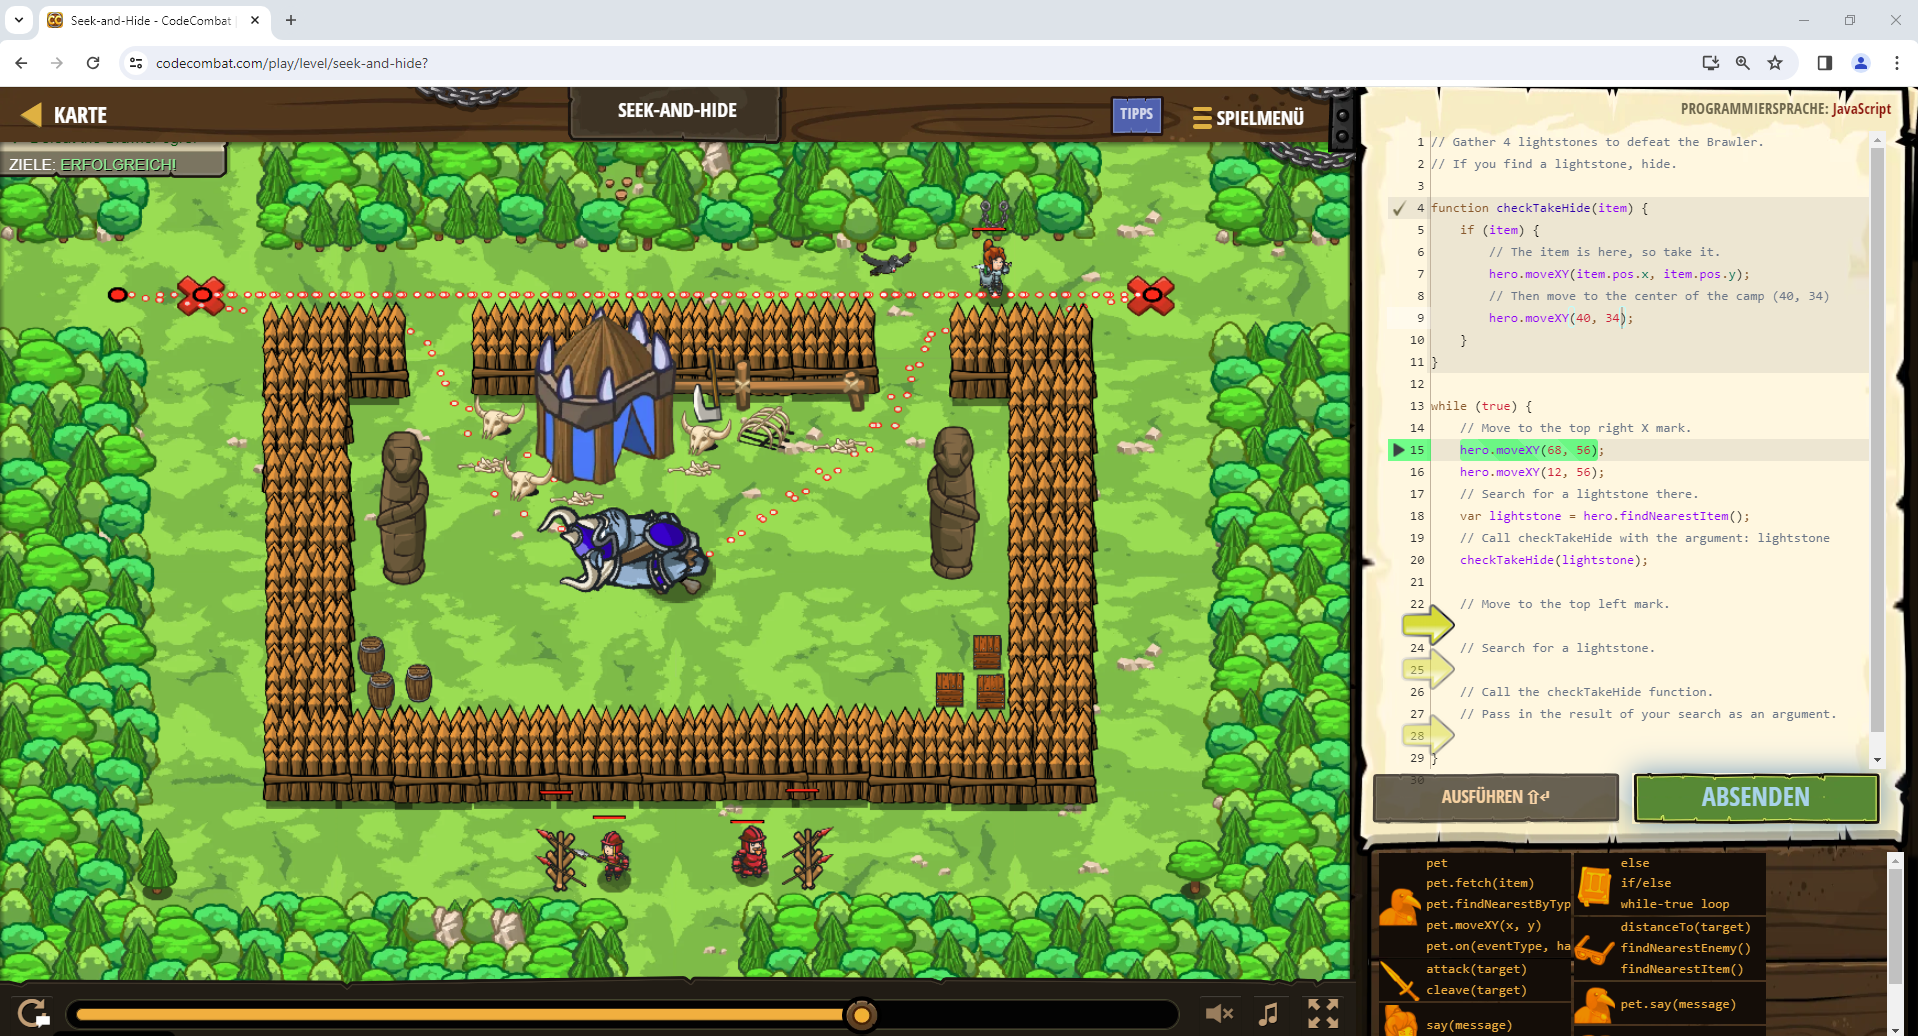 Seek-and-Hide - CodeCombat
codecombat.com/play/level/seek-and-hide?
KARTE
SEEK-AND-HIDE
TIPPS
SPIELMENÜ
ZIELE: ERFOLGREICH!
PROGRAMMIERSPRACHE: JavaScript
1 // Gather 4 lightstones to defeat the Brawler.
2 // If you find a lightstone, hide.
3
4 function checkTakeHide(item) {
5 if (item) {
6 // The item is here, so take it.
7 hero.moveXY(item.pos.x, item.pos.y);
8 // Then move to the center of the camp (40, 34)
9 hero.moveXY(40, 34);
10 }
11 }
12
13 while (true) {
14 // Move to the top right X mark.
15 hero.moveXY(68, 56);
16 hero.moveXY(12, 56);
17 // Search for a lightstone there.
18 var lightstone = hero.findNearestItem();
19 // Call checkTakeHide with the argument: lightstone
20 checkTakeHide(lightstone);
21
22 // Move to the top left mark.
24 // Search for a lightstone.
25
26 // Call the checkTakeHide function.
27 // Pass in the result of your search as an argument.
28
29 }
30
AUSFÜHREN ⇧↵
ABSENDEN
pet
pet.fetch(item)
pet.findNearestByTyp
pet.moveXY(x, y)
pet.on(eventType, ha
attack(target)
cleave(target)
say(message)
else
if/else
while-true loop
distanceTo(target)
findNearestEnemy()
findNearestItem()
pet.say(message)